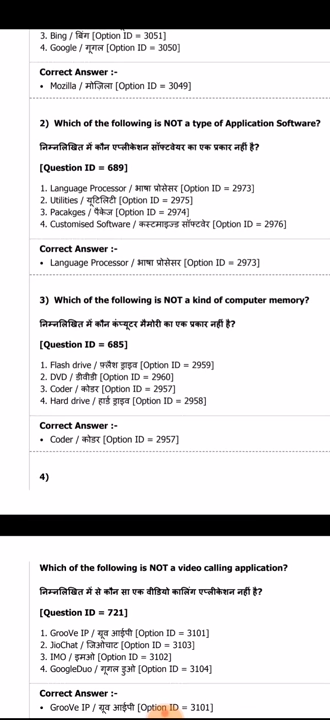 3. Bing / बिंग [Option ID = 3051]
4. Google / गूगल [Option ID = 3050]
Correct Answer :-
• Mozilla / मोज़िला [Option ID = 3049]
2) Which of the following is NOT a type of Application Software?
निम्नलिखित में कौन एप्लीकेशन सॉफ्टवेयर का एक प्रकार नहीं है?
[Question ID = 689]
1. Language Processor / भाषा प्रोसेसर [Option ID = 2973]
2. Utilities / यूटिलिटी [Option ID = 2975]
3. Pacakges / पैकेज [Option ID = 2974]
4. Customised Software / कस्टमाइज्ड सॉफ्टवेर [Option ID = 2976]
Correct Answer :-
• Language Processor / भाषा प्रोसेसर [Option ID = 2973]
3) Which of the following is NOT a kind of computer memory?
निम्नलिखित में कौन कंप्यूटर मैमोरी का एक प्रकार नहीं है?
[Question ID = 685]
1. Flash drive / फ़्लैश ड्राइव [Option ID = 2959]
2. DVD / डीवीडी [Option ID = 2960]
3. Coder / कोडर [Option ID = 2957]
4. Hard drive / हार्ड ड्राइव [Option ID = 2958]
Correct Answer :-
• Coder / कोडर [Option ID = 2957]
4)
Which of the following is NOT a video calling application?
निम्नलिखित में से कौन सा एक वीडियो कालिंग एप्लीकेशन नहीं है?
[Question ID = 721]
1. GrooVe IP / ग्रूव आईपी [Option ID = 3101]
2. JioChat / जिओचाट [Option ID = 3103]
3. IMO / इमओ [Option ID = 3102]
4. GoogleDuo / गूगल डुओ [Option ID = 3104]
Correct Answer :-
• GrooVe IP / ग्रूव आईपी [Option ID = 3101]